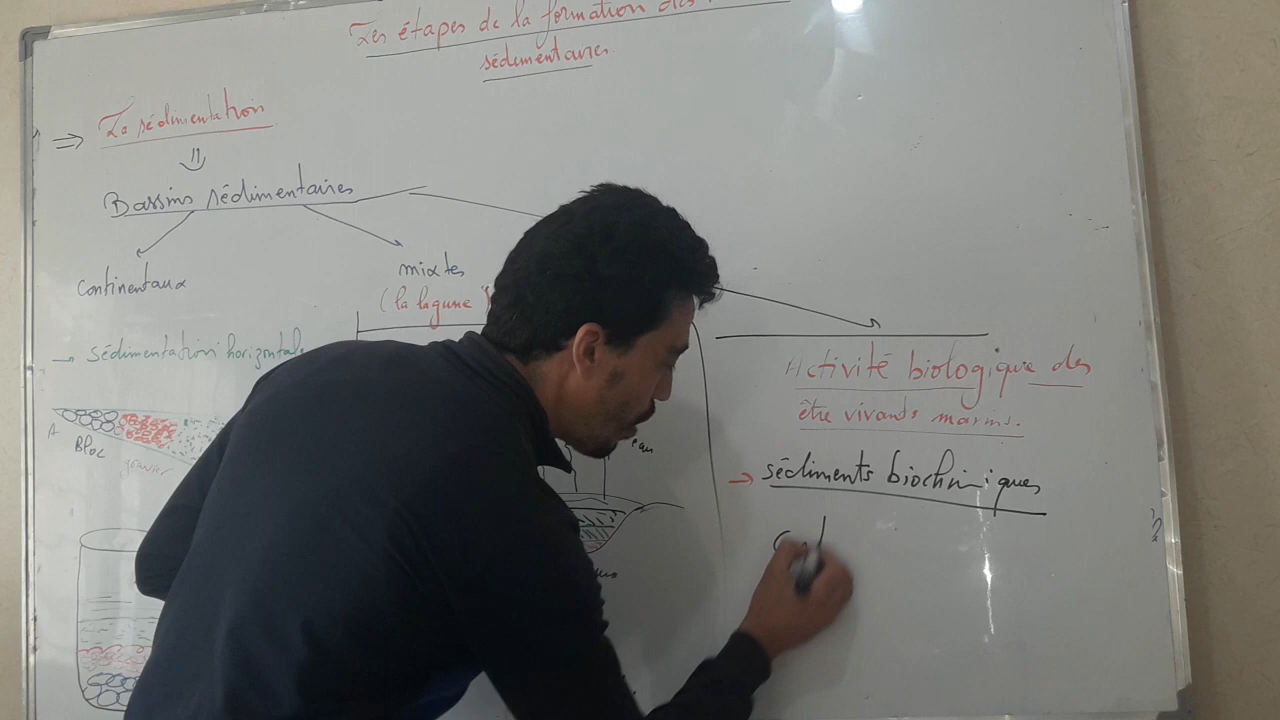 Les étapes de la formation des
sédimentaires.
⇒ La sédimentation
Bassins sédimentaires
continentaux
mixtes
(la lagune
→ sédimentation horizontale
A
Bloc
gravier
eau
Activité biologique des
être vivants marins.
→ sédiments biochimiques